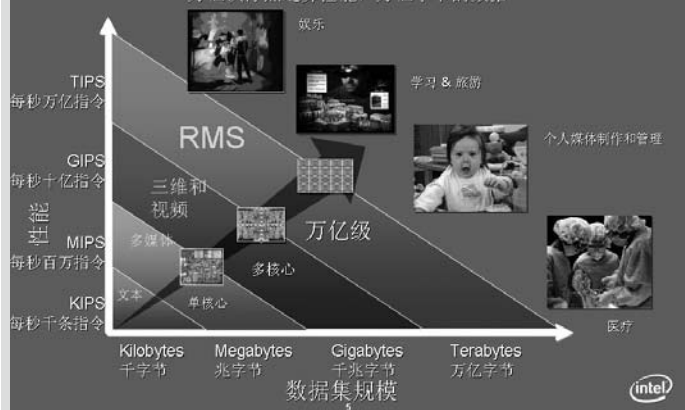 娱乐
学习 & 旅游
个人媒体制作和管理
医疗
TIPS
每秒万亿指令
GIPS
每秒十亿指令
MIPS
每秒百万指令
KIPS
每秒千条指令
性能
RMS
三维和
视频
多媒体
文本
万亿级
多核心
单核心
Kilobytes
千字节
Megabytes
兆字节
Gigabytes
千兆字节
Terabytes
万亿字节
数据集规模
5
intel